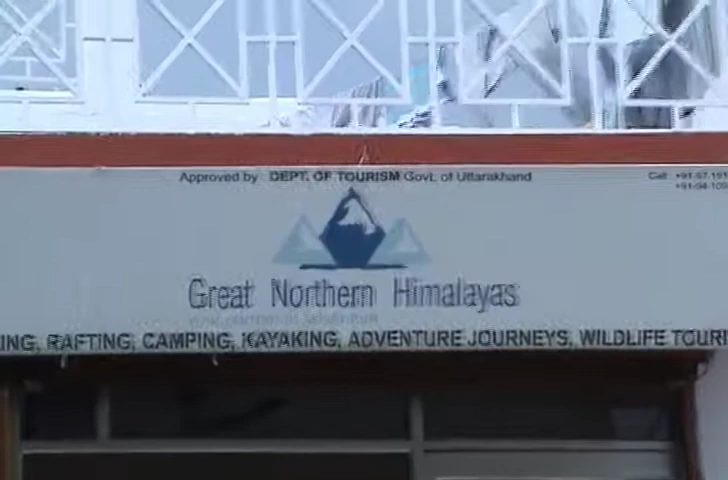 Approved by DEPT. OF TOURISM Govt. of Uttarakhand
Call
Great Northern Himalayas
ING, RAFTING, CAMPING, KAYAKING, ADVENTURE JOURNEYS, WILDLIFE TOURI